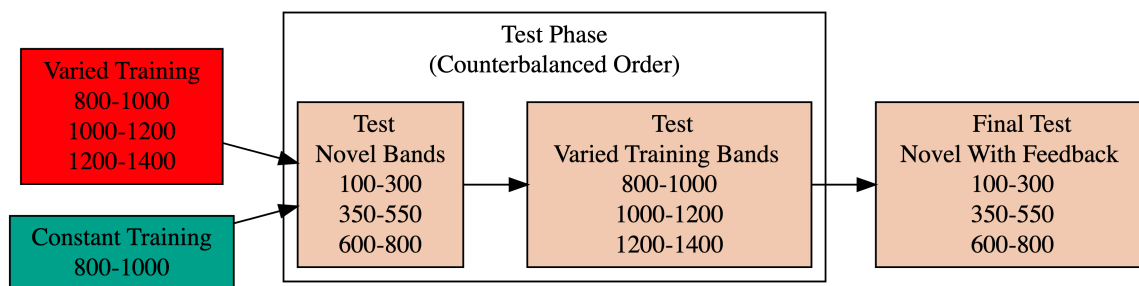 Varied Training
800-1000
1000-1200
1200-1400
Constant Training
800-1000
Test Phase
(Counterbalanced Order)
Test
Novel Bands
100-300
350-550
600-800
Test
Varied Training Bands
800-1000
1000-1200
1200-1400
Final Test
Novel With Feedback
100-300
350-550
600-800